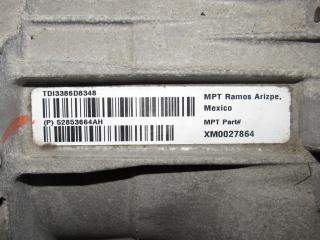 TDI3386D8348
(P) 52853664AH
MPT Ramos Arizpe,
Mexico
MPT Part#
XM0027864